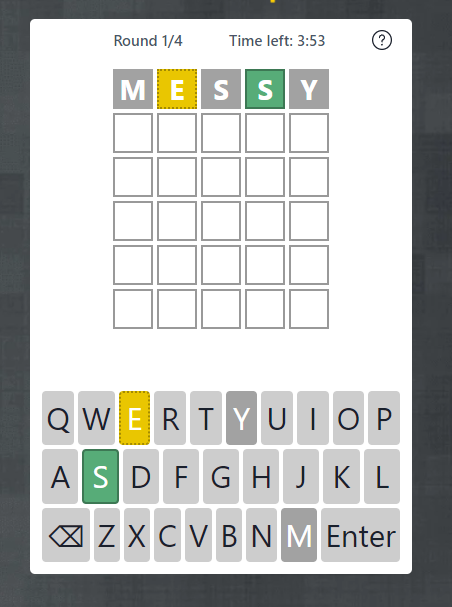 Round 1/4 Time left: 3:53 ?
M E S S Y
Q W E R T Y U I O P
A S D F G H J K L
⌫ Z X C V B N M Enter